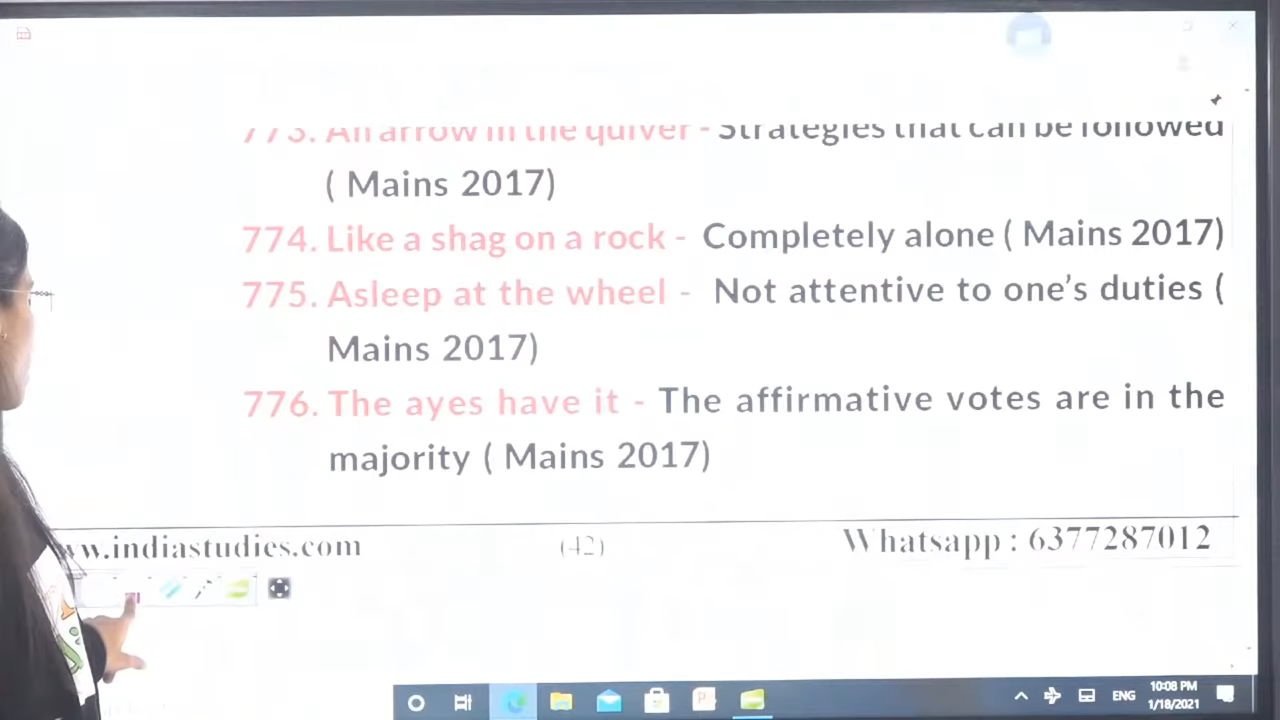 773. An arrow in the quiver - Strategies that can be followed
( Mains 2017)
774. Like a shag on a rock - Completely alone ( Mains 2017)
775. Asleep at the wheel - Not attentive to one’s duties (
Mains 2017)
776. The ayes have it - The affirmative votes are in the
majority ( Mains 2017)
w.indiastudies.com (42) Whatsapp : 6377287012
ENG 10:08 PM
1/18/2021